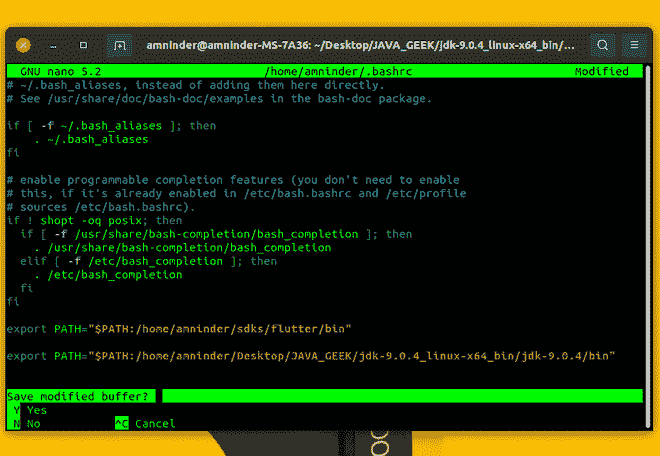 amninder@amninder-MS-7A36: ~/Desktop/JAVA_GEEK/jdk-9.0.4_linux-x64_bin/...
GNU nano 5.2 /home/amninder/.bashrc Modified
# ~/.bash_aliases, instead of adding them here directly.
# See /usr/share/doc/bash-doc/examples in the bash-doc package.
if [ -f ~/.bash_aliases ]; then
. ~/.bash_aliases
fi
# enable programmable completion features (you don't need to enable
# this, if it's already enabled in /etc/bash.bashrc and /etc/profile
# sources /etc/bash.bashrc).
if ! shopt -oq posix; then
if [ -f /usr/share/bash-completion/bash_completion ]; then
. /usr/share/bash-completion/bash_completion
elif [ -f /etc/bash_completion ]; then
. /etc/bash_completion
fi
fi
export PATH="$PATH:/home/amninder/sdks/flutter/bin"
export PATH="$PATH:/home/amninder/Desktop/JAVA_GEEK/jdk-9.0.4_linux-x64_bin/jdk-9.0.4/bin"
Save modified buffer?
Y Yes
N No ^C Cancel